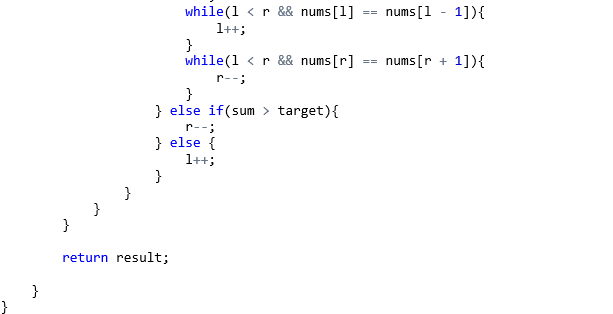 }
while(l < r && nums[l] == nums[l - 1]){
l++;
}
while(l < r && nums[r] == nums[r + 1]){
r--;
}
} else if(sum > target){
r--;
} else {
l++;
}
}
}
}
return result;
}
}